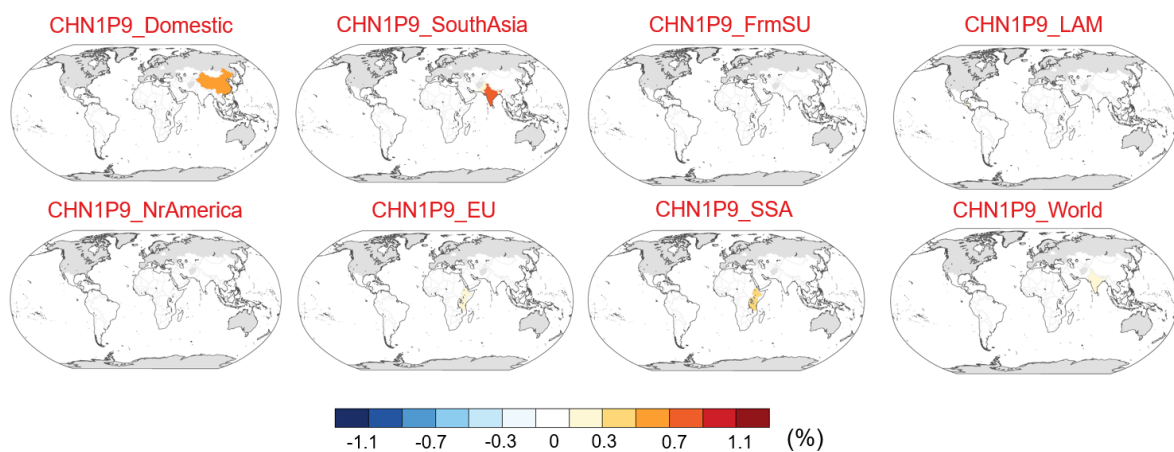 CHN1P9_Domestic CHN1P9_SouthAsia CHN1P9_FrmSU CHN1P9_LAM
CHN1P9_NrAmerica CHN1P9_EU CHN1P9_SSA CHN1P9_World
-1.1 -0.7 -0.3 0 0.3 0.7 1.1 (%)